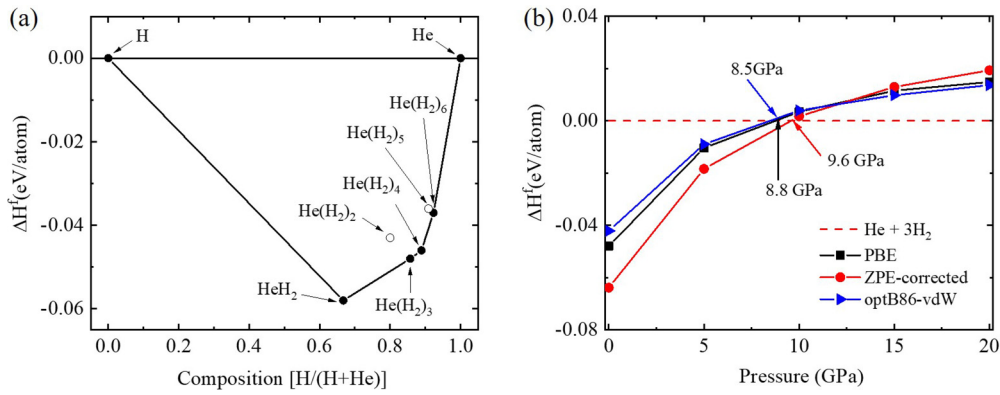 (a)
H
He
0.00
-0.02
-0.04
-0.06
ΔHᶠ(eV/atom)
He(H₂)₆
He(H₂)₅
He(H₂)₄
He(H₂)₂
HeH₂
He(H₂)₃
0.0 0.2 0.4 0.6 0.8 1.0
Composition [H/(H+He)]
(b)
0.04
0.00
-0.04
-0.08
ΔHᶠ(eV/atom)
8.5GPa
9.6 GPa
8.8 GPa
He + 3H₂
PBE
ZPE-corrected
optB86-vdW
0 5 10 15 20
Pressure (GPa)